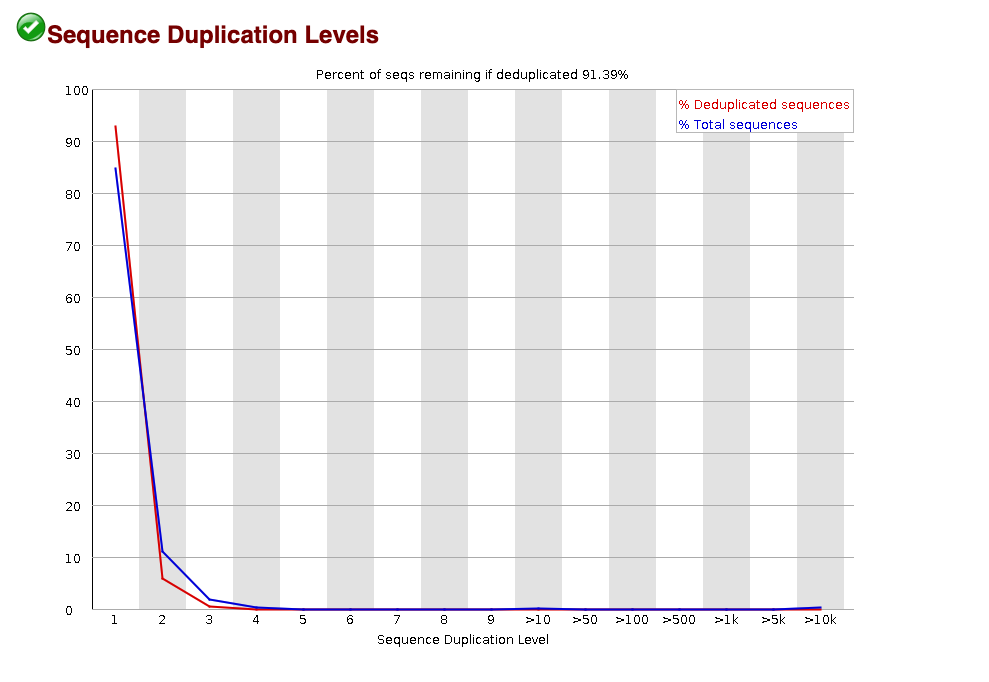 Sequence Duplication Levels
Percent of seqs remaining if deduplicated 91.39%
% Deduplicated sequences
% Total sequences
100
90
80
70
60
50
40
30
20
10
0
1 2 3 4 5 6 7 8 9 >10 >50 >100 >500 >1k >5k >10k
Sequence Duplication Level